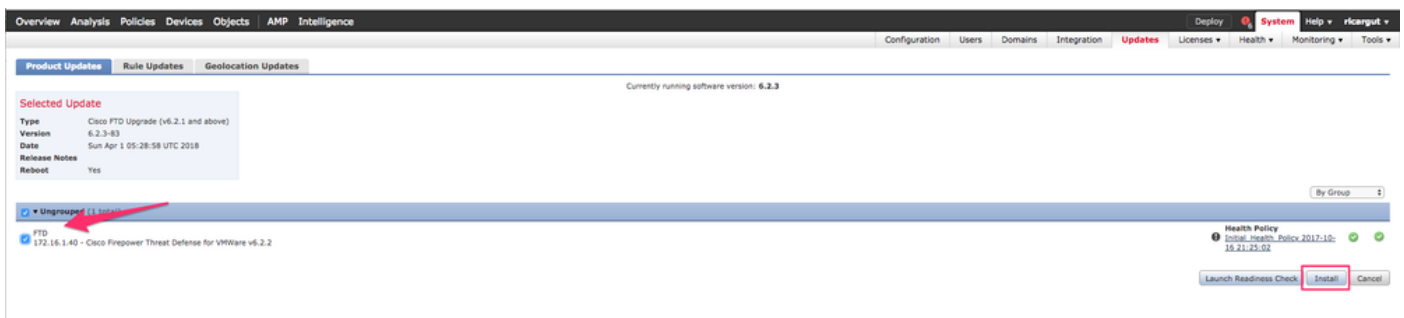 Overview Analysis Policies Devices Objects AMP Intelligence Deploy 6 System Help ricargut
Configuration Users Domains Integration Updates Licenses Health Monitoring Tools
Product Updates Rule Updates Geolocation Updates
Currently running software version: 6.2.3
Selected Update
Type Cisco FTD Upgrade (v6.2.1 and above)
Version 6.2.3-83
Date Sun Apr 1 05:28:58 UTC 2018
Release Notes
Reboot Yes
By Group
Ungrouped (1 total)
FTD
172.16.1.40 - Cisco Firepower Threat Defense for VMWare v6.2.2
Health Policy
Initial_Health_Policy 2017-10-
16 21:25:02
Launch Readiness Check Install Cancel